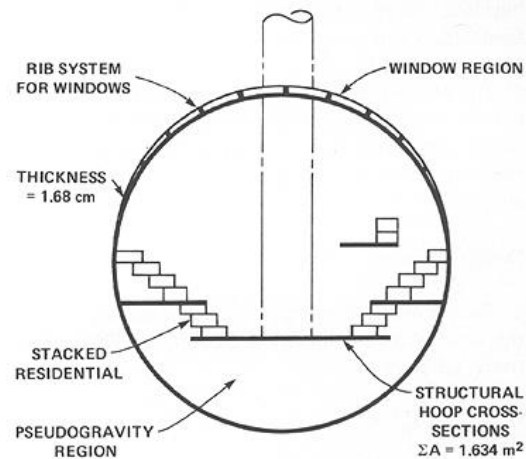 RIB SYSTEM
FOR WINDOWS
WINDOW REGION
THICKNESS
= 1.68 cm
STACKED
RESIDENTIAL
PSEUDOGRAVITY
REGION
STRUCTURAL
HOOP CROSS-
SECTIONS
ΣA = 1.634 m²